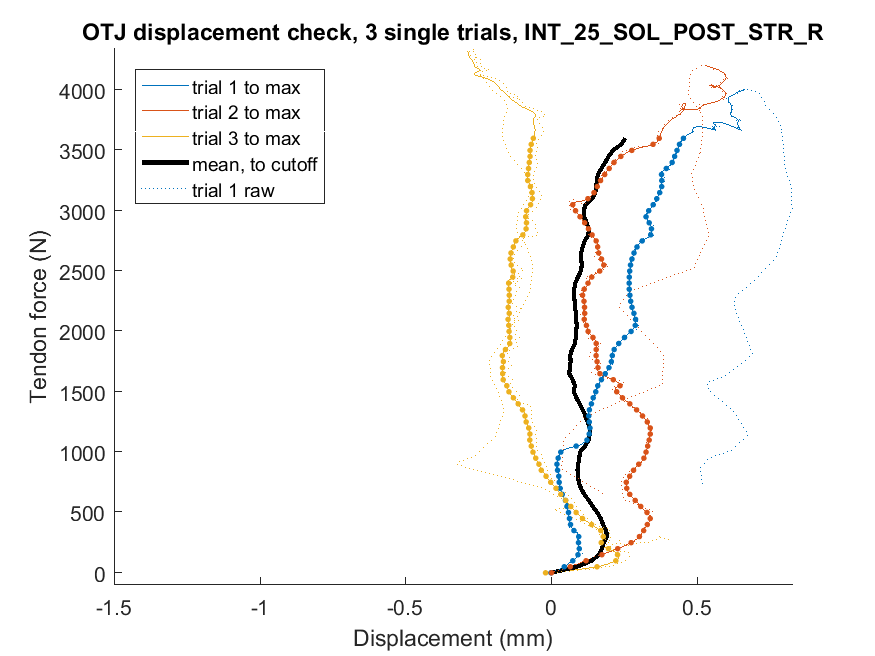 OTJ displacement check, 3 single trials, INT_25_SOL_POST_STR_R
trial 1 to max
trial 2 to max
trial 3 to max
mean, to cutoff
trial 1 raw
Tendon force (N)
4000
3500
3000
2500
2000
1500
1000
500
0
-1.5
-1
-0.5
0
0.5
Displacement (mm)